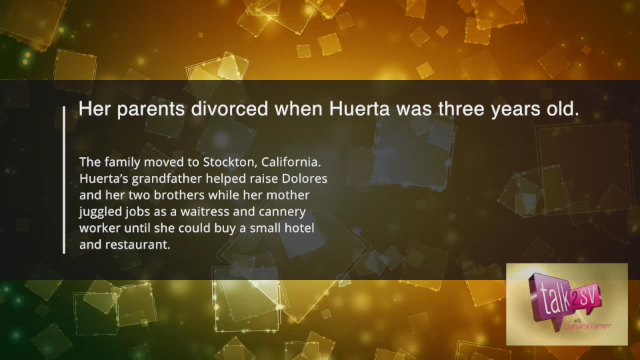 Her parents divorced when Huerta was three years old.
The family moved to Stockton, California.
Huerta's grandfather helped raise Dolores
and her two brothers while her mother
juggled jobs as a waitress and cannery
worker until she could buy a small hotel
and restaurant.
talk2sv
with